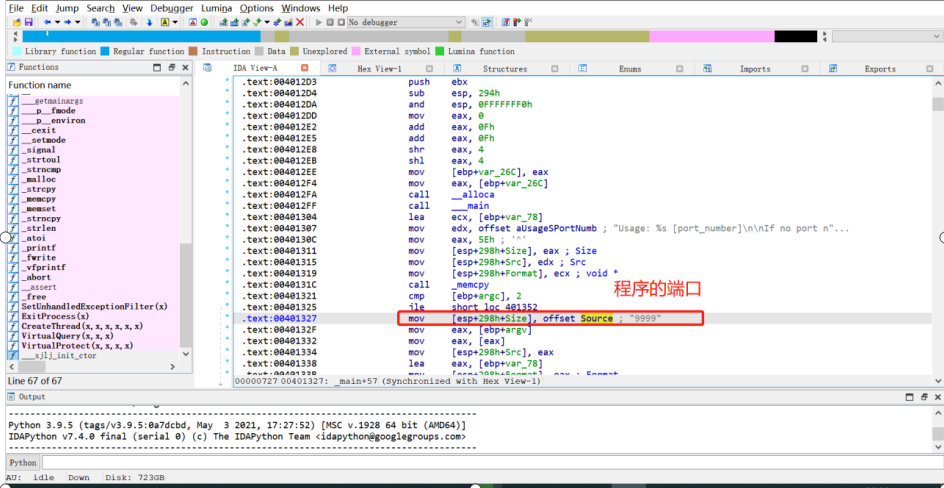 File Edit Jump Search View Debugger Lumina Options Windows Help
No debugger
Library function Regular function Instruction Data Unexplored External symbol Lumina function
Functions
IDA View-A Hex View-1 Structures Enums Imports Exports
Function name
___getmainargs
___p__fmode
___p__environ
__cexit
__setmode
_signal
_strtoul
_strncmp
_malloc
_strcpy
_memcpy
_memset
_strncpy
_strlen
_atoi
_printf
_fwrite
_vfprintf
_abort
__assert
_free
SetUnhandledExceptionFilter(x)
ExitProcess(x)
CreateThread(x,x,x,x,x,x)
VirtualQuery(x,x,x)
VirtualProtect(x,x,x,x)
___sjlj_init_ctor
Line 67 of 67
.text:004012D3 push ebx
.text:004012D4 sub esp, 294h
.text:004012DA and esp, 0FFFFFFF0h
.text:004012DD mov eax, 0
.text:004012E2 add eax, 0Fh
.text:004012E5 add eax, 0Fh
.text:004012E8 shr eax, 4
.text:004012EB shl eax, 4
.text:004012EE mov [ebp+var_26C], eax
.text:004012F4 mov eax, [ebp+var_26C]
.text:004012FA call __alloca
.text:004012FF call ___main
.text:00401304 lea ecx, [ebp+var_78]
.text:00401307 mov edx, offset aUsageSPortNumb ; "Usage: %s [port_number]\n\nIf no port n"...
.text:0040130C mov eax, 5Eh ; '^'
.text:00401311 mov [esp+298h+Size], eax ; Size
.text:00401315 mov [esp+298h+Src], edx ; Src
.text:00401319 mov [esp+298h+Format], ecx ; void *
.text:0040131C call _memcpy
.text:00401321 cmp [ebp+argc], 2
程序的端口
.text:00401325 jle short loc_401352
.text:00401327 mov [esp+298h+Size], offset Source ; "9999"
.text:0040132F mov eax, [ebp+argv]
.text:00401332 mov eax, [eax]
.text:00401334 mov [esp+298h+Src], eax
.text:00401338 lea eax, [ebp+var_78]
mov [esp+298h+Format], eax ; Format
00000727 00401327: _main+57 (Synchronized with Hex View-1)
Output
Python 3.9.5 (tags/v3.9.5:0a7dcbd, May 3 2021, 17:27:52) [MSC v.1928 64 bit (AMD64)]
IDAPython v7.4.0 final (serial 0) (c) The IDAPython Team <idapython@googlegroups.com>
Python
AU: idle Down Disk: 723GB